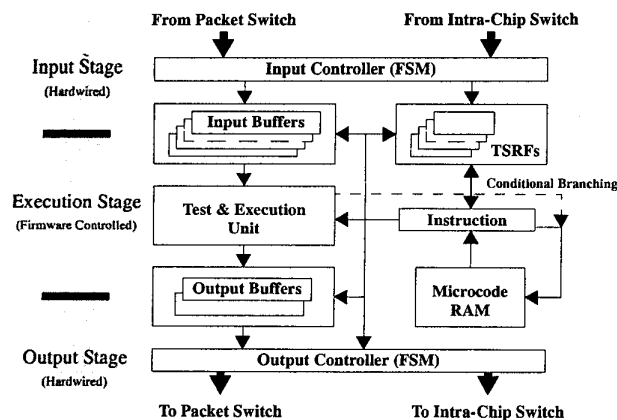 From Packet Switch
From Intra-Chip Switch
Input Stage
(Hardwired)
Input Controller (FSM)
Input Buffers
TSRFs
Conditional Branching
Execution Stage
(Firmware Controlled)
Test & Execution
Unit
Instruction
Output Buffers
Microcode
RAM
Output Stage
(Hardwired)
Output Controller (FSM)
To Packet Switch
To Intra-Chip Switch